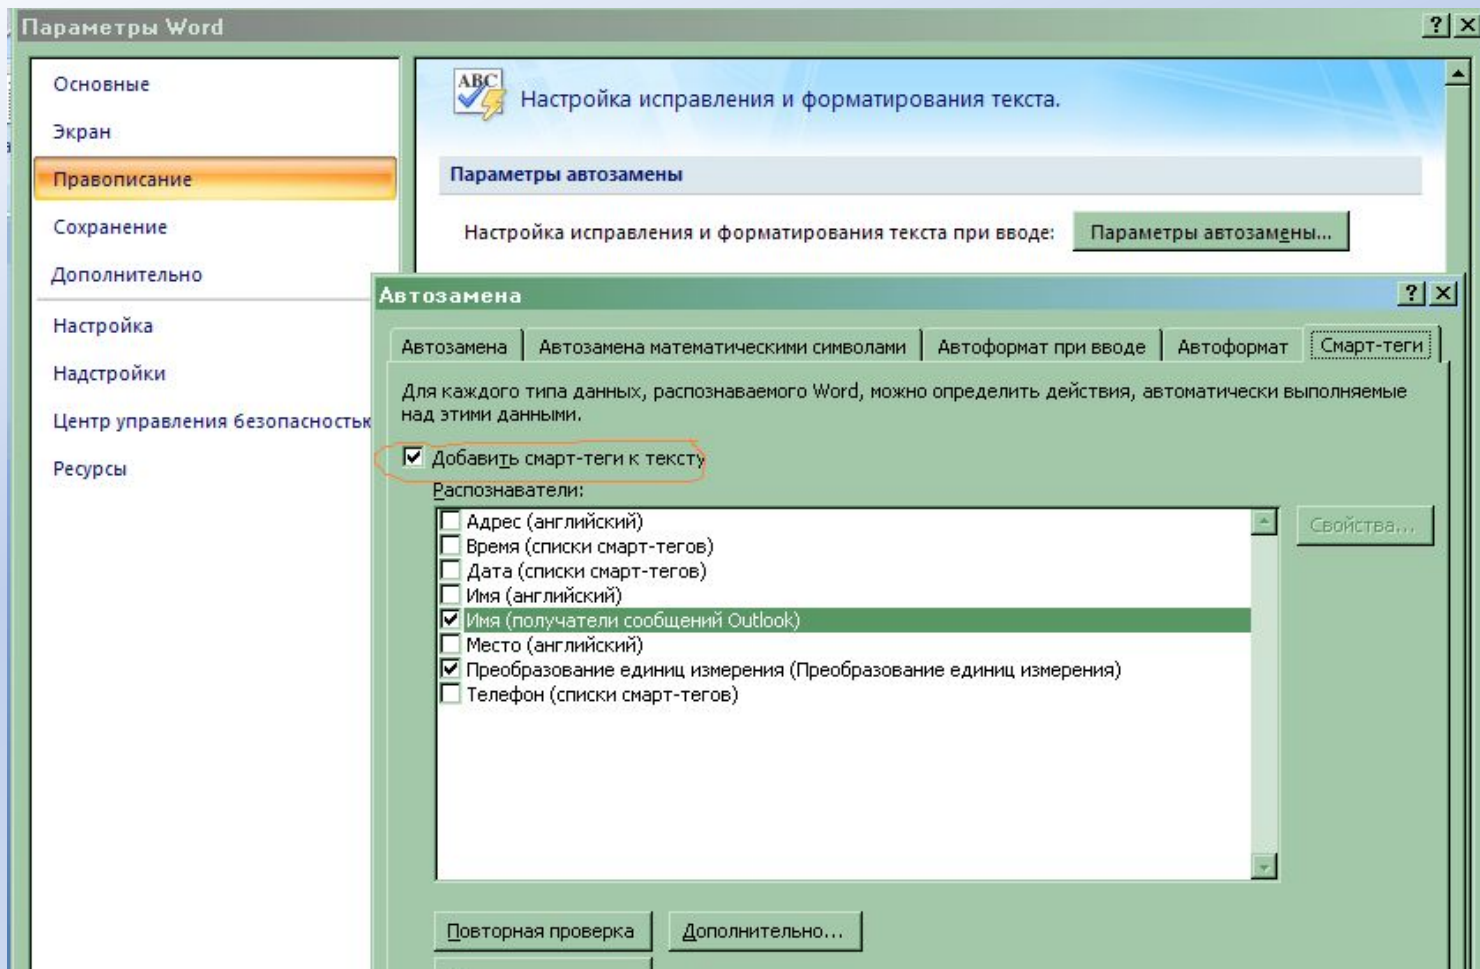 Параметры Word
Основные
Экран
Правописание
Сохранение
Дополнительно
Настройка
Надстройки
Центр управления безопасностью
Ресурсы
ABC
Настройка исправления и форматирования текста.
Параметры автозамены
Настройка исправления и форматирования текста при вводе: Параметры автозамены...
Автозамена
Автозамена Автозамена математическими символами Автоформат при вводе Автоформат Смарт-теги
Для каждого типа данных, распознаваемого Word, можно определить действия, автоматически выполняемые
над этими данными.
Добавить смарт-теги к тексту
Распознаватели:
Адрес (английский)
Время (списки смарт-тегов)
Дата (списки смарт-тегов)
Имя (английский)
Имя (получатели сообщений Outlook)
Место (английский)
Преобразование единиц измерения (Преобразование единиц измерения)
Телефон (списки смарт-тегов)
Свойства...
Повторная проверка Дополнительно...